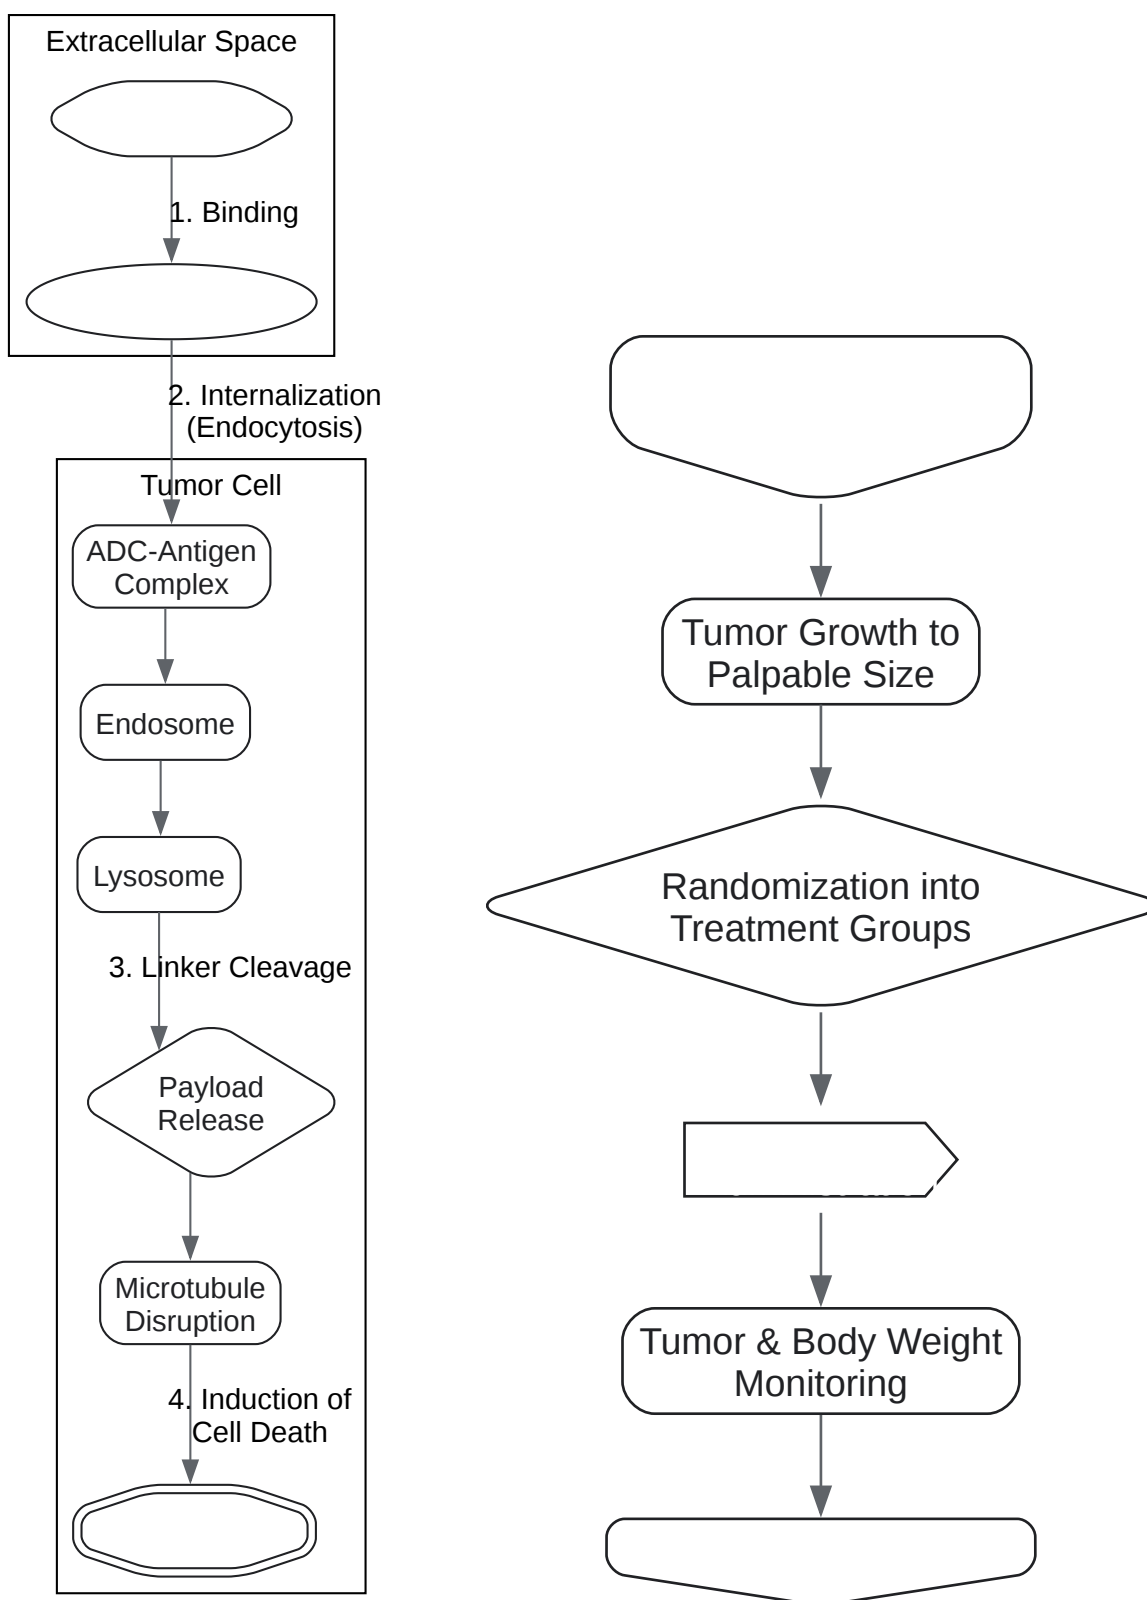 Extracellular Space
1. Binding
2. Internalization
(Endocytosis)
Tumor Cell
ADC-Antigen
Complex
Endosome
Lysosome
3. Linker Cleavage
Payload
Release
Microtubule
Disruption
4. Induction of
Cell Death
Tumor Growth to
Palpable Size
Randomization into
Treatment Groups
Tumor & Body Weight
Monitoring